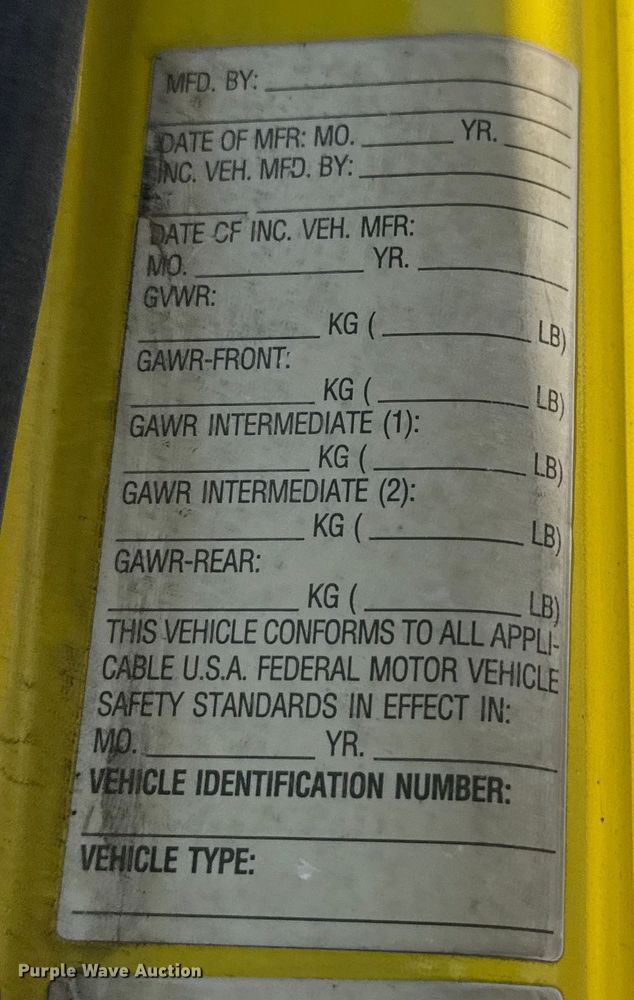 MFD. BY:
DATE OF MFR: MO. YR.
INC. VEH. MFD. BY:
DATE OF INC. VEH. MFR:
MO. YR.
GVWR:
KG ( LB)
GAWR-FRONT:
KG ( LB)
GAWR INTERMEDIATE (1):
KG ( LB)
GAWR INTERMEDIATE (2):
KG ( LB)
GAWR-REAR:
KG ( LB)
THIS VEHICLE CONFORMS TO ALL APPLI-
CABLE U.S.A. FEDERAL MOTOR VEHICLE
SAFETY STANDARDS IN EFFECT IN:
MO. YR.
VEHICLE IDENTIFICATION NUMBER:
VEHICLE TYPE:
Purple Wave Auction